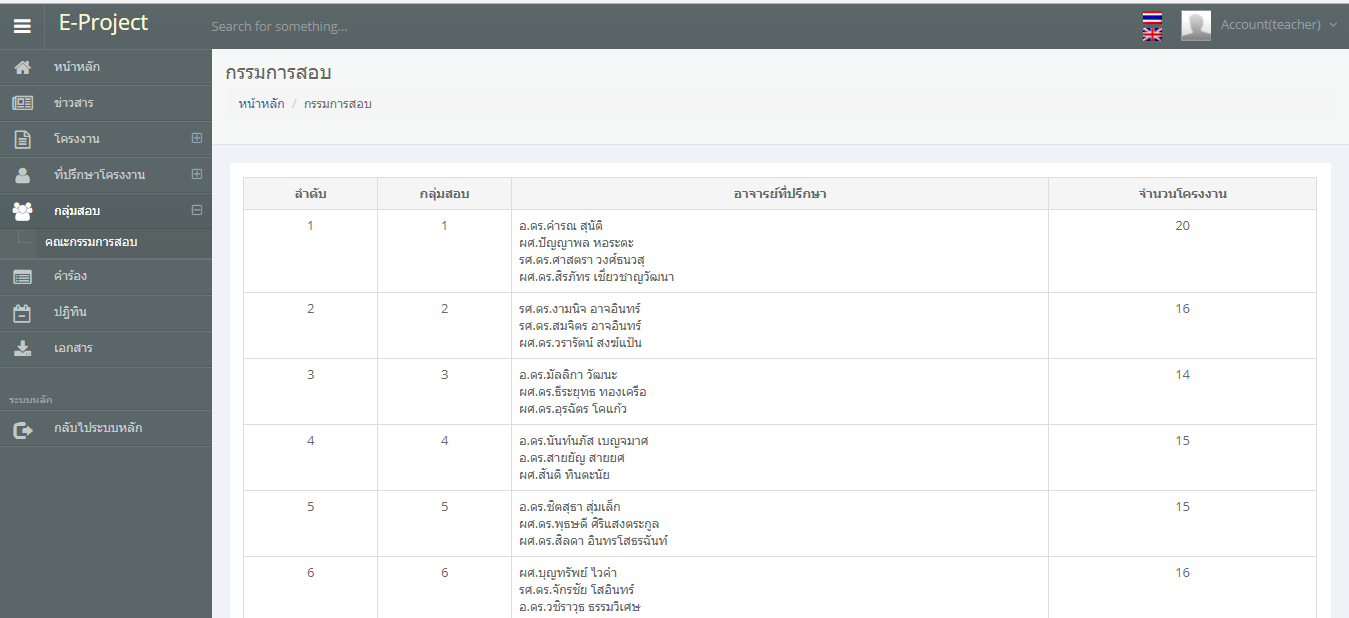 E-Project
Search for something...
Account(teacher)
หน้าหลัก
ข่าวสาร
โครงงาน
ที่ปรึกษาโครงงาน
กลุ่มสอบ
คณะกรรมการสอบ
คำร้อง
ปฏิทิน
เอกสาร
ระบบหลัก
กลับไประบบหลัก
กรรมการสอบ
หน้าหลัก / กรรมการสอบ
ลำดับ กลุ่มสอบ อาจารย์ที่ปรึกษา จำนวนโครงงาน
1 1 อ.ดร.คำรณ สุนัติ 20
ผศ.ปัญญาพล หอระตะ
รศ.ดร.ศาสตรา วงศ์ธนวสุ
ผศ.ดร.สิรภัทร เชี่ยวชาญวัฒนา
2 2 รศ.ดร.งามนิจ อาจอินทร์ 16
รศ.ดร.สมจิตร อาจอินทร์
ผศ.ดร.วรารัตน์ สงฆ์แป้น
3 3 อ.ดร.มัลลิกา วัฒนะ 14
ผศ.ดร.ธีระยุทธ ทองเครือ
ผศ.ดร.อุรฉัตร โคแก้ว
4 4 อ.ดร.นันท์นภัส เบญจมาศ 15
อ.ดร.สายยัญ สายยศ
ผศ.สันติ ทินตะนัย
5 5 อ.ดร.ชิตสุธา สุ่มเล็ก 15
ผศ.ดร.พุธษดี ศิริแสงตระกูล
ผศ.ดร.สิลดา อินทรโสธรฉันท์
6 6 ผศ.บุญทรัพย์ ไวคำ 16
รศ.ดร.จักรชัย โสอินทร์
อ.ดร.วชิราวุธ ธรรมวิเศษ